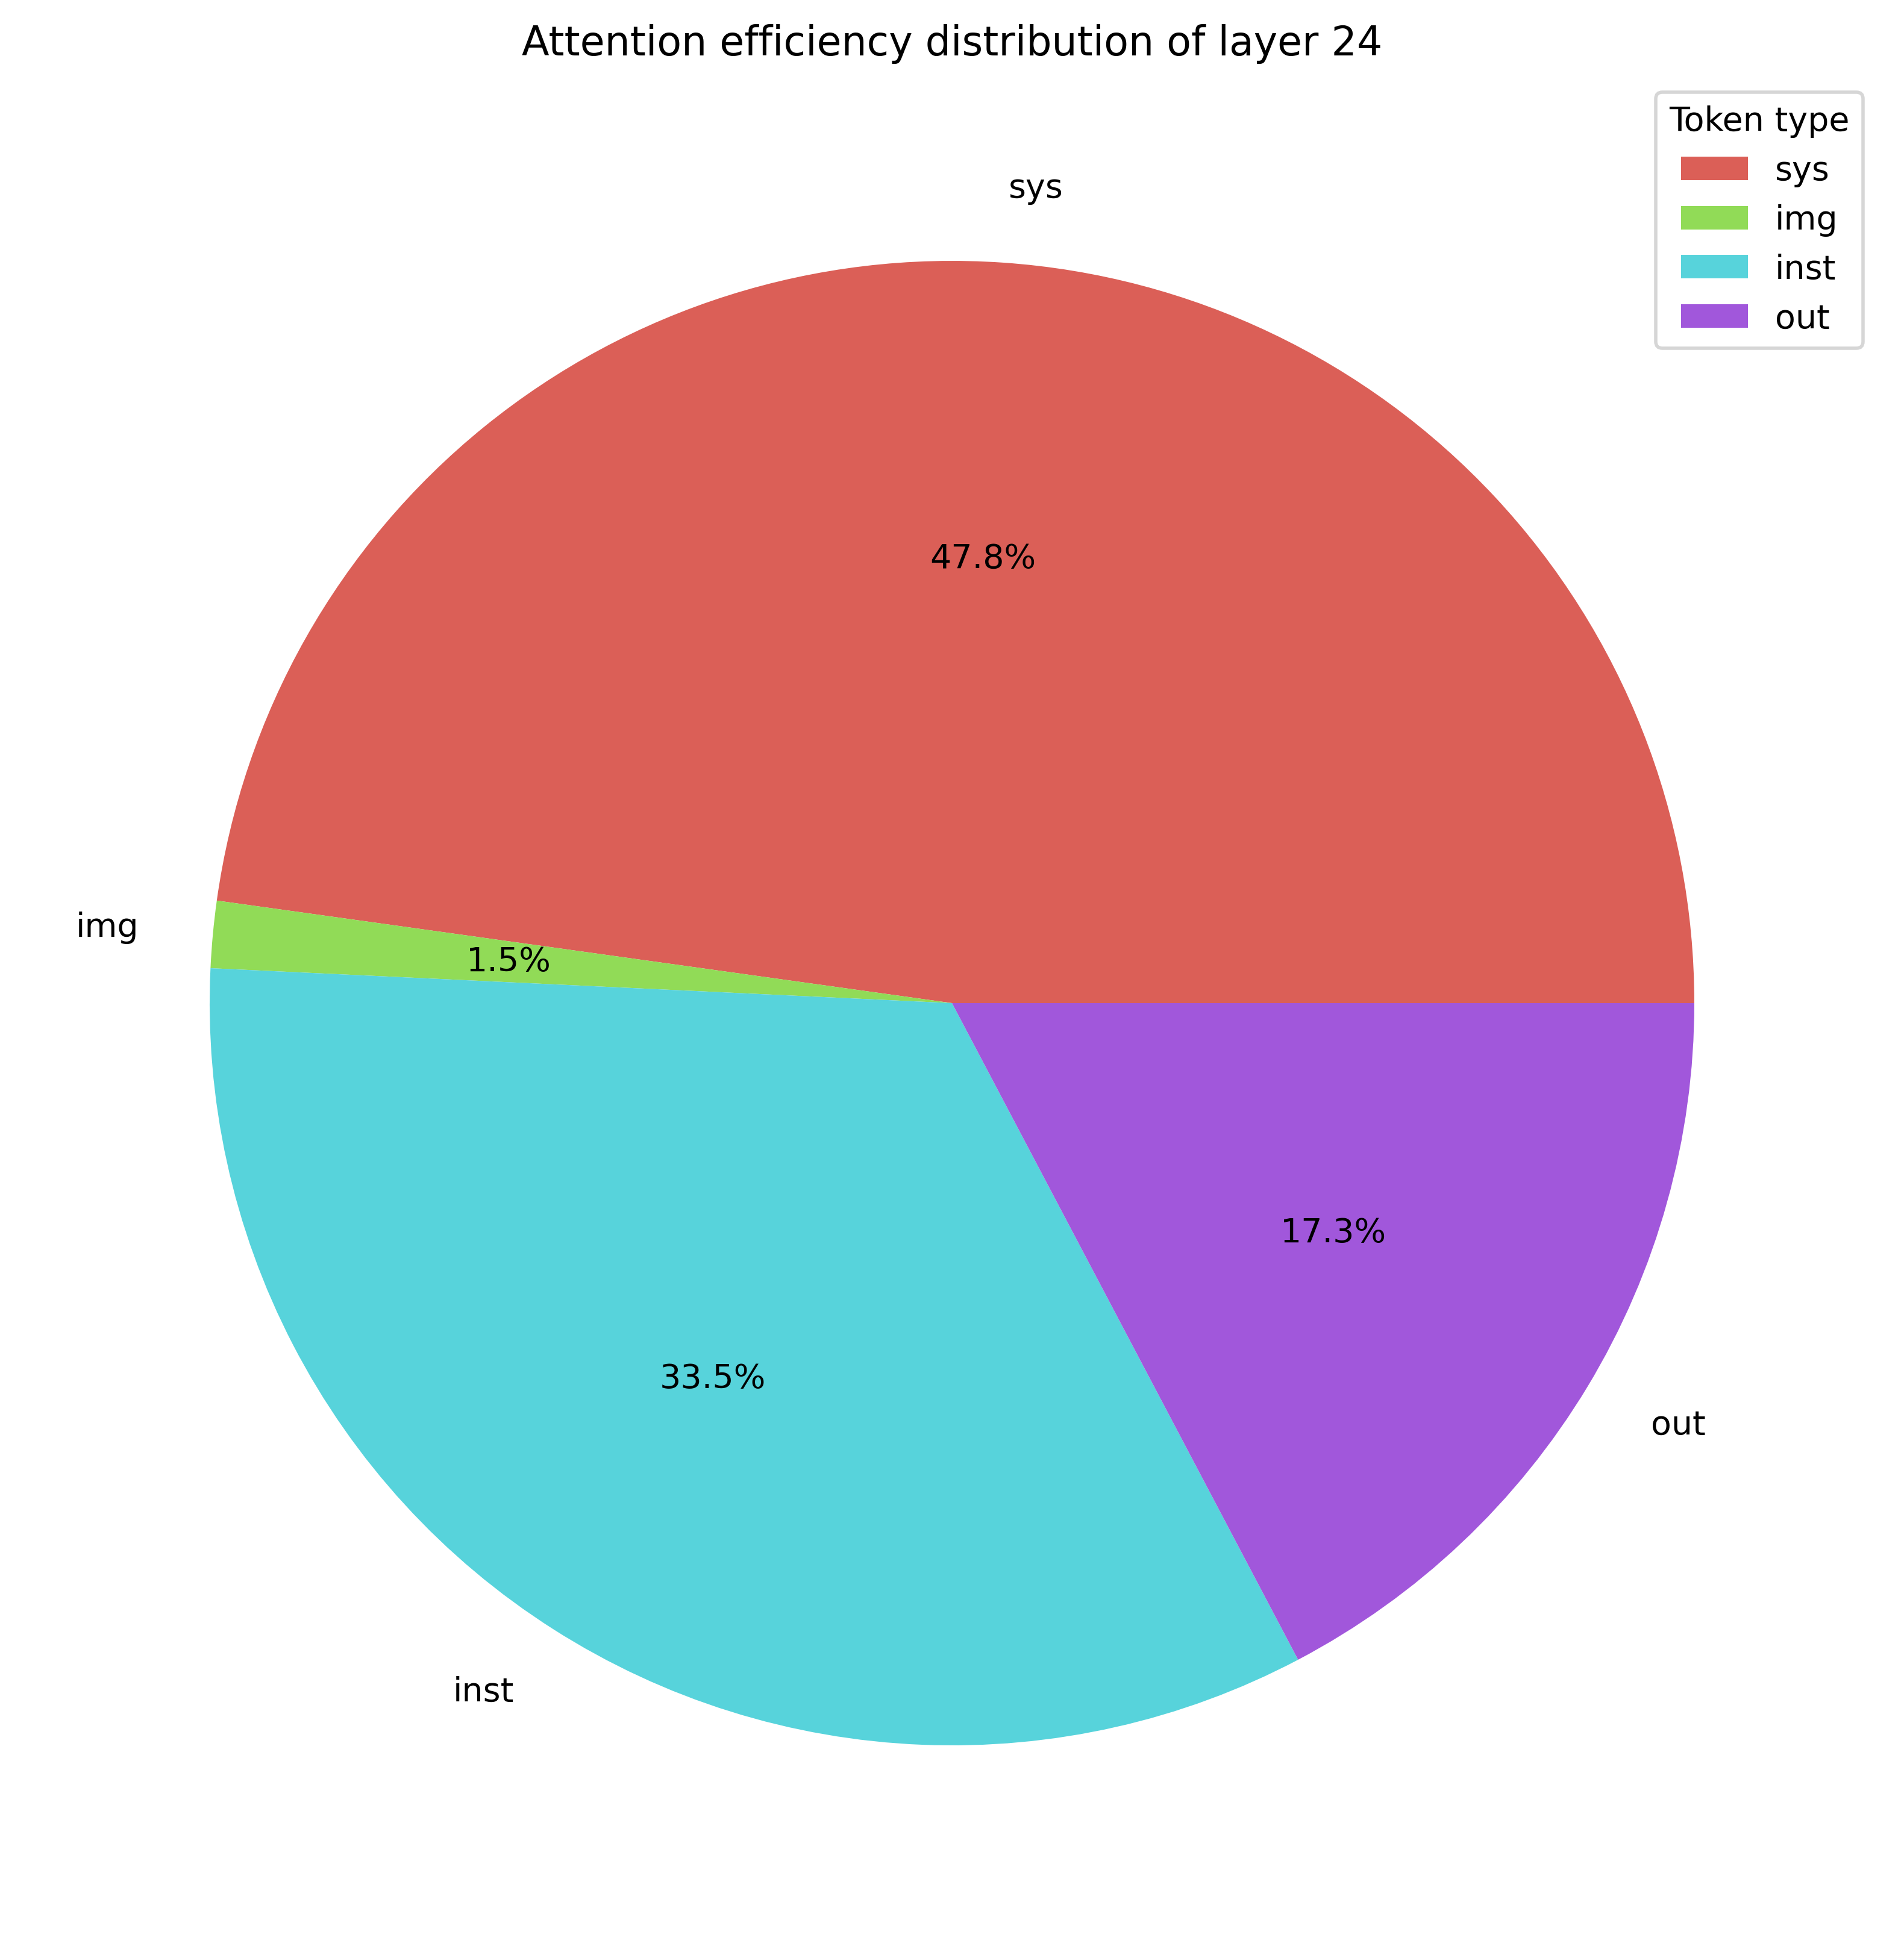 Attention efficiency distribution of layer 24
Token type
sys
img
inst
out
sys
47.8%
img
1.5%
33.5%
17.3%
out
inst